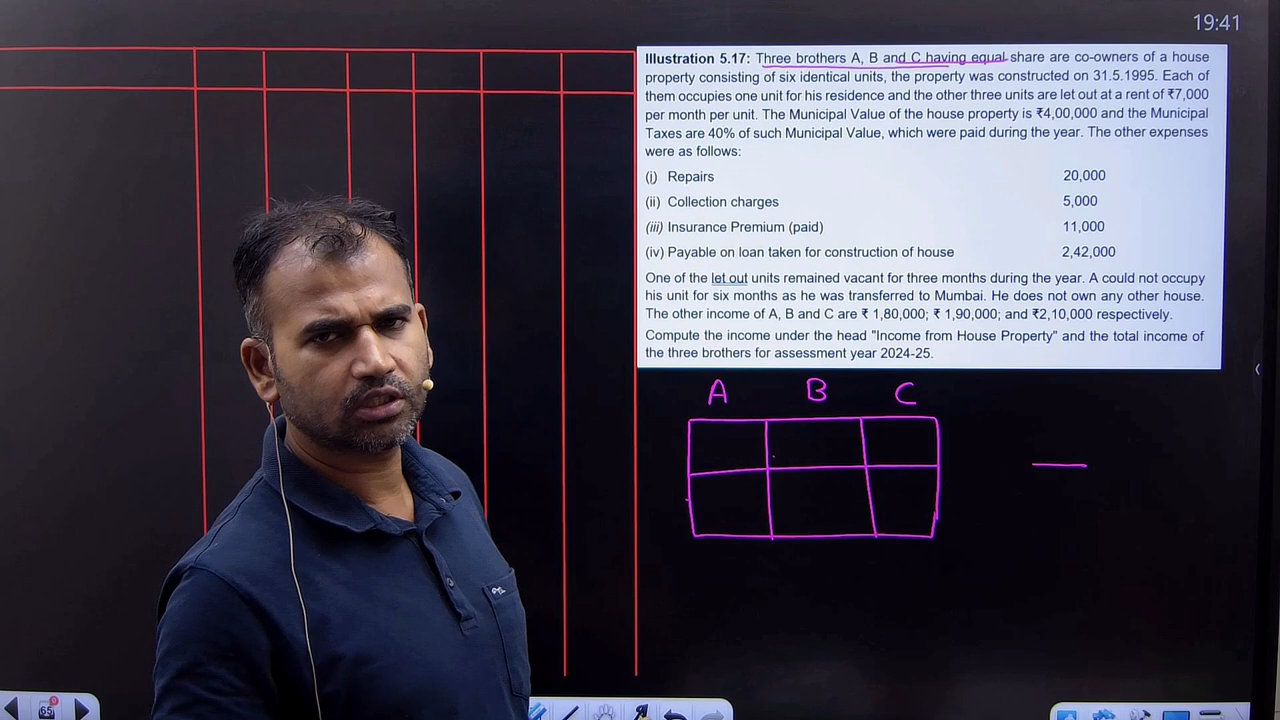 19:41
Illustration 5.17: Three brothers A, B and C having equal share are co-owners of a house
property consisting of six identical units, the property was constructed on 31.5.1995. Each of
them occupies one unit for his residence and the other three units are let out at a rent of ₹7,000
per month per unit. The Municipal Value of the house property is ₹4,00,000 and the Municipal
Taxes are 40% of such Municipal Value, which were paid during the year. The other expenses
were as follows:
(i) Repairs 20,000
(ii) Collection charges 5,000
(iii) Insurance Premium (paid) 11,000
(iv) Payable on loan taken for construction of house 2,42,000
One of the let out units remained vacant for three months during the year. A could not occupy
his unit for six months as he was transferred to Mumbai. He does not own any other house.
The other income of A, B and C are ₹ 1,80,000; ₹ 1,90,000; and ₹2,10,000 respectively.
Compute the income under the head "Income from House Property" and the total income of
the three brothers for assessment year 2024-25.
A B C
65